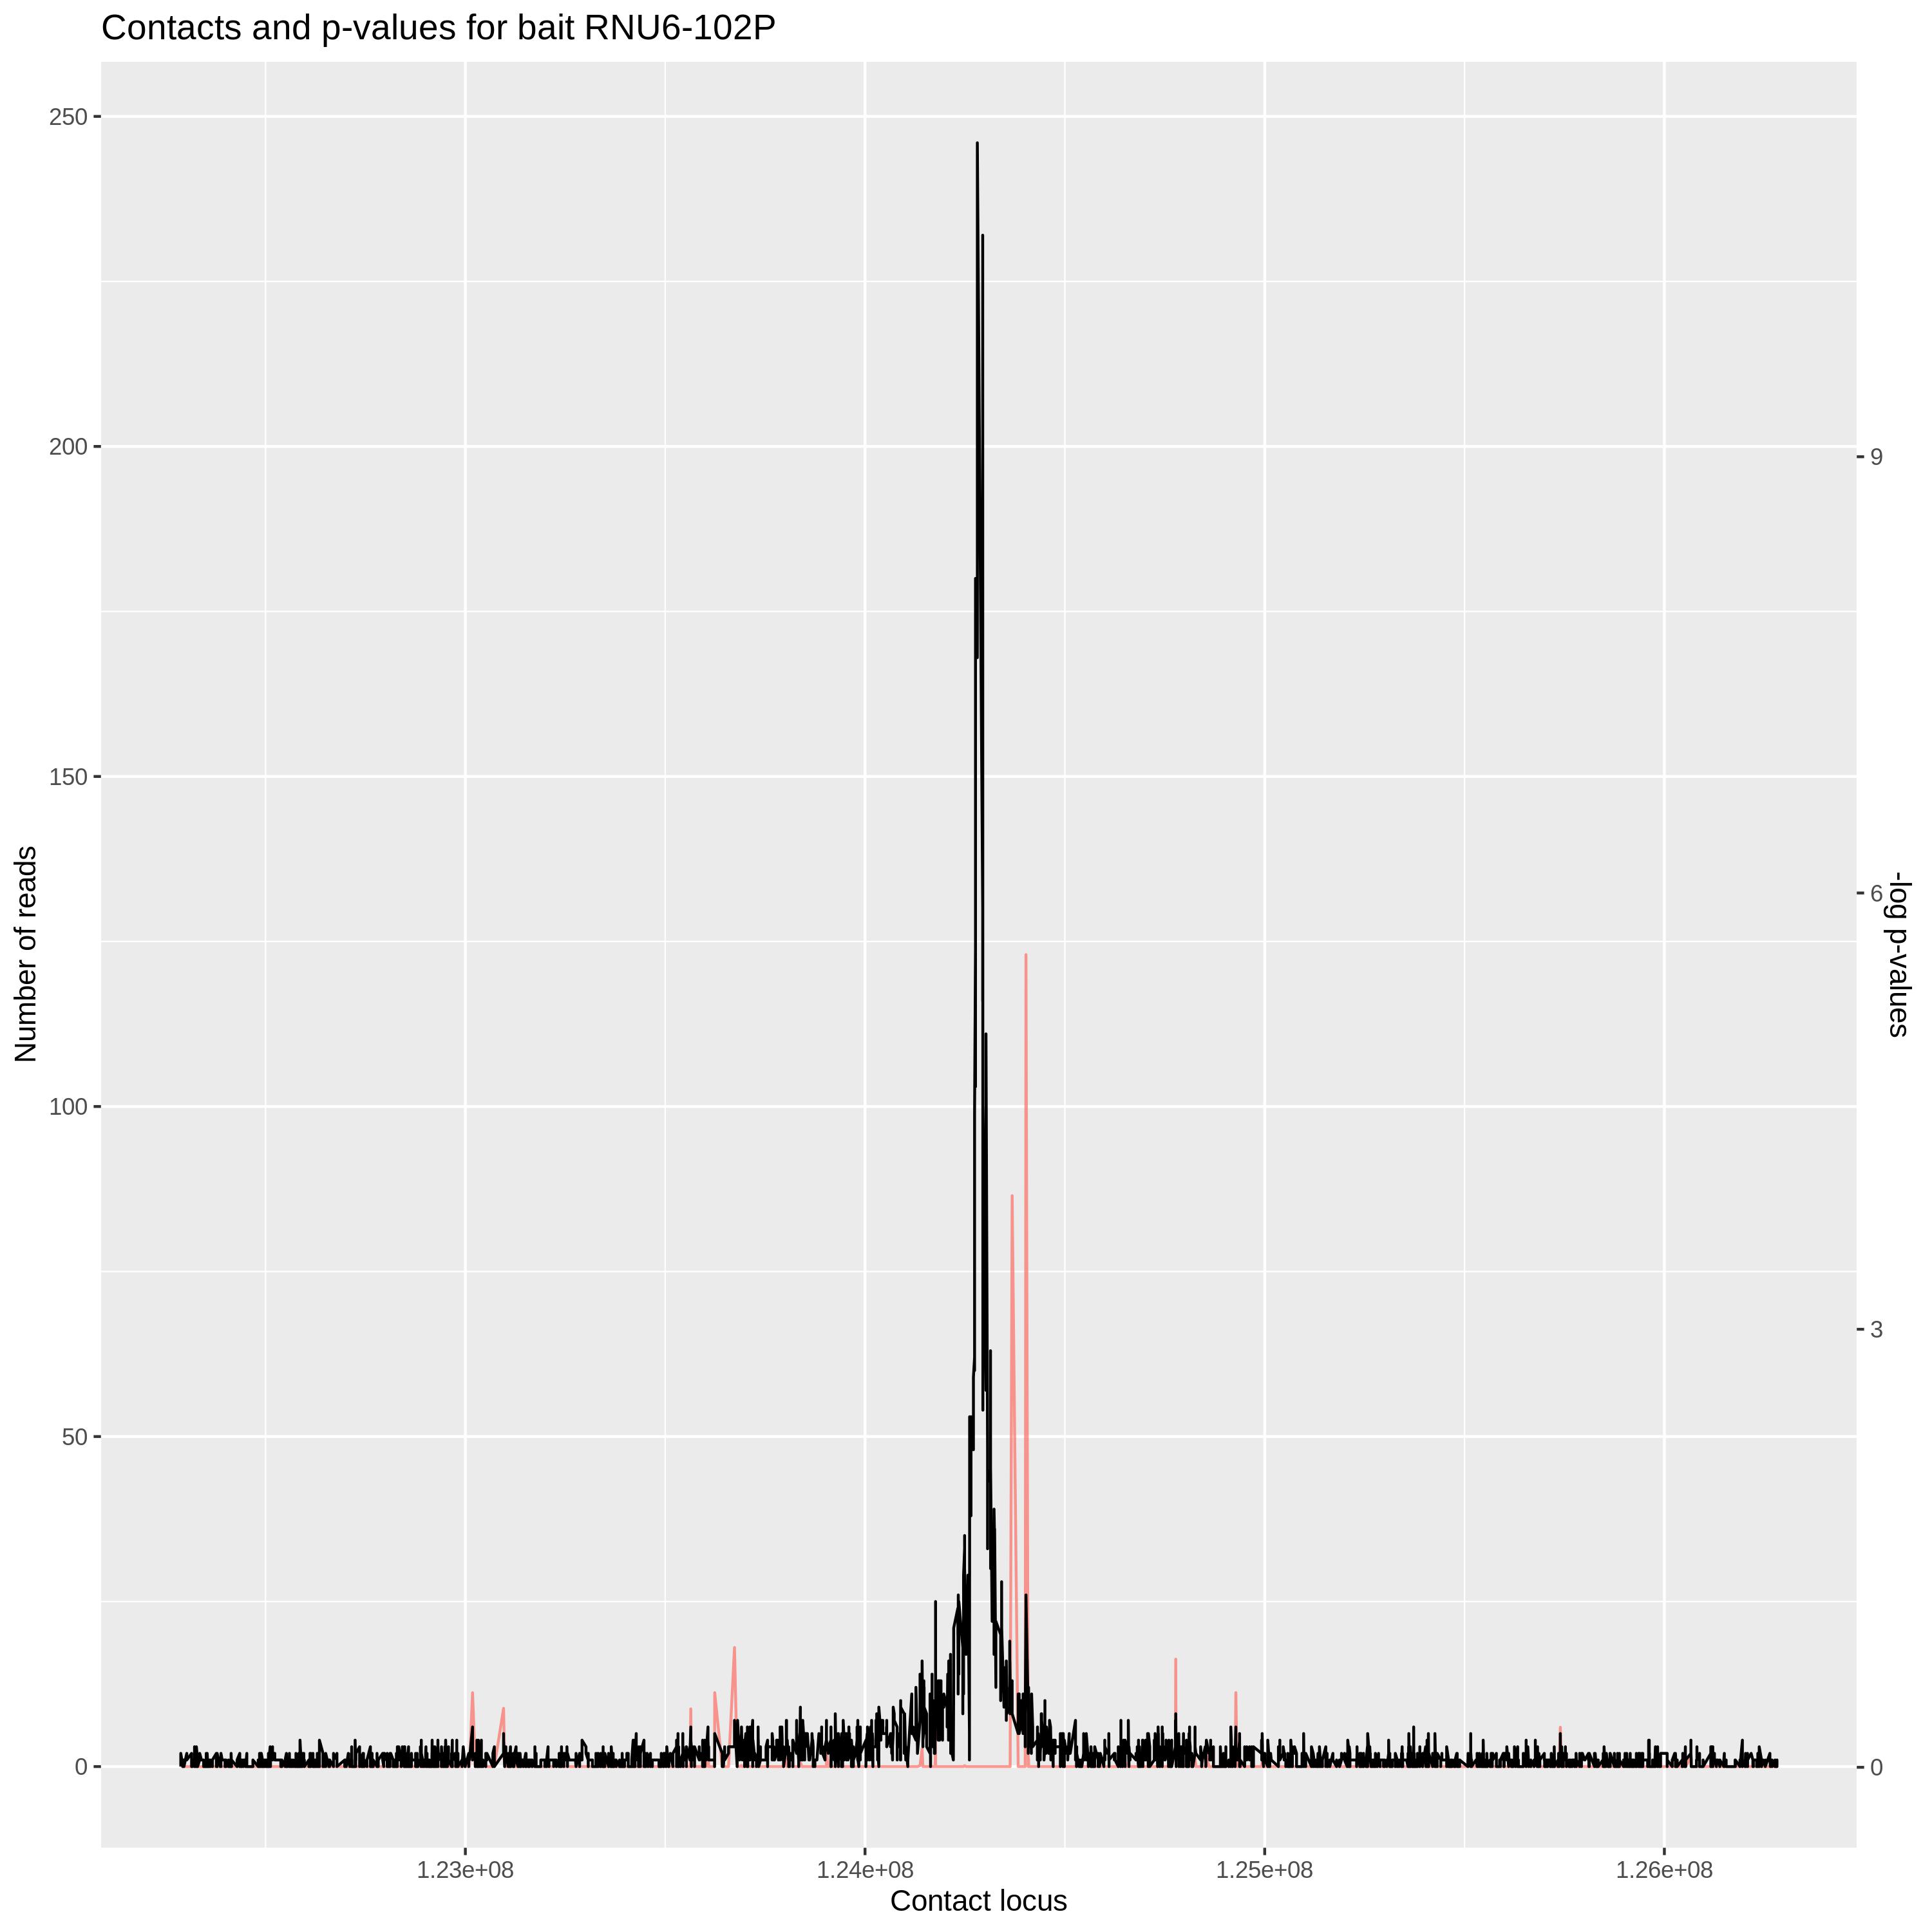 Contacts and p-values for bait RNU6-102P
250
200
150
100
50
0
Number of reads
9
6
3
0
-log p-values
1.23e+08
1.24e+08
1.25e+08
1.26e+08
Contact locus